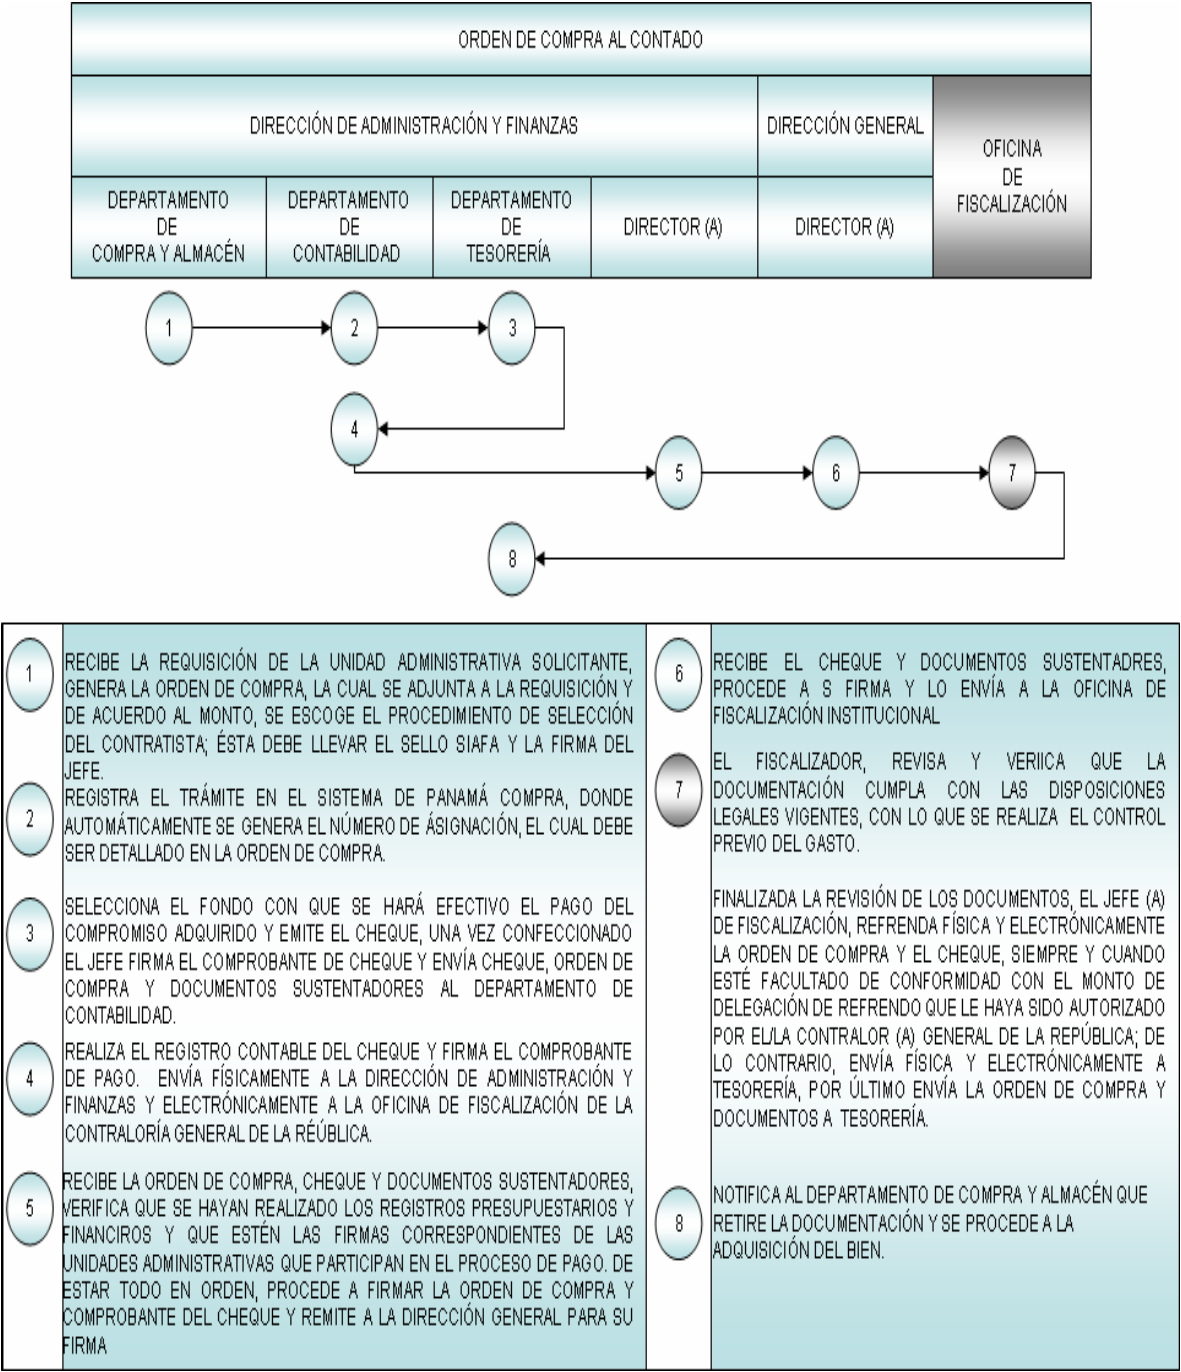 ORDEN DE COMPRA AL CONTADO
DIRECCIÓN DE ADMINISTRACIÓN Y FINANZAS
DIRECCIÓN GENERAL
OFICINA
DE
FISCALIZACIÓN
DEPARTAMENTO
DE
COMPRA Y ALMACÉN
DEPARTAMENTO
DE
CONTABILIDAD
DEPARTAMENTO
DE
TESORERÍA
DIRECTOR (A)
DIRECTOR (A)
1
2
3
4
5
6
7
8
1
RECIBE LA REQUISICIÓN DE LA UNIDAD ADMINISTRATIVA SOLICITANTE,
GENERA LA ORDEN DE COMPRA, LA CUAL SE ADJUNTA A LA REQUISICIÓN Y
DE ACUERDO AL MONTO, SE ESCOGE EL PROCEDIMIENTO DE SELECCIÓN
DEL CONTRATISTA; ÉSTA DEBE LLEVAR EL SELLO SIAFA Y LA FIRMA DEL
JEFE.
2
REGISTRA EL TRÁMITE EN EL SISTEMA DE PANAMÁ COMPRA, DONDE
AUTOMÁTICAMENTE SE GENERA EL NÚMERO DE ÁSIGNACIÓN, EL CUAL DEBE
SER DETALLADO EN LA ORDEN DE COMPRA.
3
SELECCIONA EL FONDO CON QUE SE HARÁ EFECTIVO EL PAGO DEL
COMPROMISO ADQUIRIDO Y EMITE EL CHEQUE, UNA VEZ CONFECCIONADO
EL JEFE FIRMA EL COMPROBANTE DE CHEQUE Y ENVÍA CHEQUE, ORDEN DE
COMPRA Y DOCUMENTOS SUSTENTADORES AL DEPARTAMENTO DE
CONTABILIDAD.
4
REALIZA EL REGISTRO CONTABLE DEL CHEQUE Y FIRMA EL COMPROBANTE
DE PAGO. ENVÍA FÍSICAMENTE A LA DIRECCIÓN DE ADMINISTRACIÓN Y
FINANZAS Y ELECTRÓNICAMENTE A LA OFICINA DE FISCALIZACIÓN DE LA
CONTRALORÍA GENERAL DE LA RÉÚBLICA.
5
RECIBE LA ORDEN DE COMPRA, CHEQUE Y DOCUMENTOS SUSTENTADORES,
VERIFICA QUE SE HAYAN REALIZADO LOS REGISTROS PRESUPUESTARIOS Y
FINANCIROS Y QUE ESTÉN LAS FIRMAS CORRESPONDIENTES DE LAS
UNIDADES ADMINISTRATIVAS QUE PARTICIPAN EN EL PROCESO DE PAGO. DE
ESTAR TODO EN ORDEN, PROCEDE A FIRMAR LA ORDEN DE COMPRA Y
COMPROBANTE DEL CHEQUE Y REMITE A LA DIRECCIÓN GENERAL PARA SU
FIRMA
6
RECIBE EL CHEQUE Y DOCUMENTOS SUSTENTADRES,
PROCEDE A S FIRMA Y LO ENVÍA A LA OFICINA DE
FISCALIZACIÓN INSTITUCIONAL
7
EL FISCALIZADOR, REVISA Y VERIICA QUE LA
DOCUMENTACIÓN CUMPLA CON LAS DISPOSICIONES
LEGALES VIGENTES, CON LO QUE SE REALIZA EL CONTROL
PREVIO DEL GASTO.
FINALIZADA LA REVISIÓN DE LOS DOCUMENTOS, EL JEFE (A)
DE FISCALIZACIÓN, REFRENDA FÍSICA Y ELECTRÓNICAMENTE
LA ORDEN DE COMPRA Y EL CHEQUE, SIEMPRE Y CUANDO
ESTÉ FACULTADO DE CONFORMIDAD CON EL MONTO DE
DELEGACIÓN DE REFRENDO QUE LE HAYA SIDO AUTORIZADO
POR EL/LA CONTRALOR (A) GENERAL DE LA REPÚBLICA; DE
LO CONTRARIO, ENVÍA FÍSICA Y ELECTRÓNICAMENTE A
TESORERÍA, POR ÚLTIMO ENVÍA LA ORDEN DE COMPRA Y
DOCUMENTOS A TESORERÍA.
8
NOTIFICA AL DEPARTAMENTO DE COMPRA Y ALMACÉN QUE
RETIRE LA DOCUMENTACIÓN Y SE PROCEDE A LA
ADQUISICIÓN DEL BIEN.